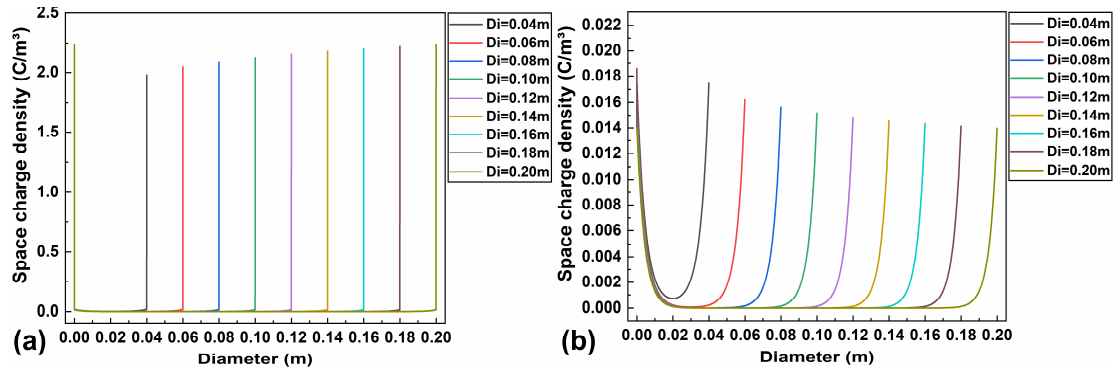 Space charge density (C/m³)
2.5
2.0
1.5
1.0
0.5
0.0
0.00 0.02 0.04 0.06 0.08 0.10 0.12 0.14 0.16 0.18 0.20
Diameter (m)
(a)
Di=0.04m
Di=0.06m
Di=0.08m
Di=0.10m
Di=0.12m
Di=0.14m
Di=0.16m
Di=0.18m
Di=0.20m
Space charge density (C/m³)
0.022
0.020
0.018
0.016
0.014
0.012
0.010
0.008
0.006
0.004
0.002
0.000
0.00 0.02 0.04 0.06 0.08 0.10 0.12 0.14 0.16 0.18 0.20
Diameter (m)
(b)
Di=0.04m
Di=0.06m
Di=0.08m
Di=0.10m
Di=0.12m
Di=0.14m
Di=0.16m
Di=0.18m
Di=0.20m